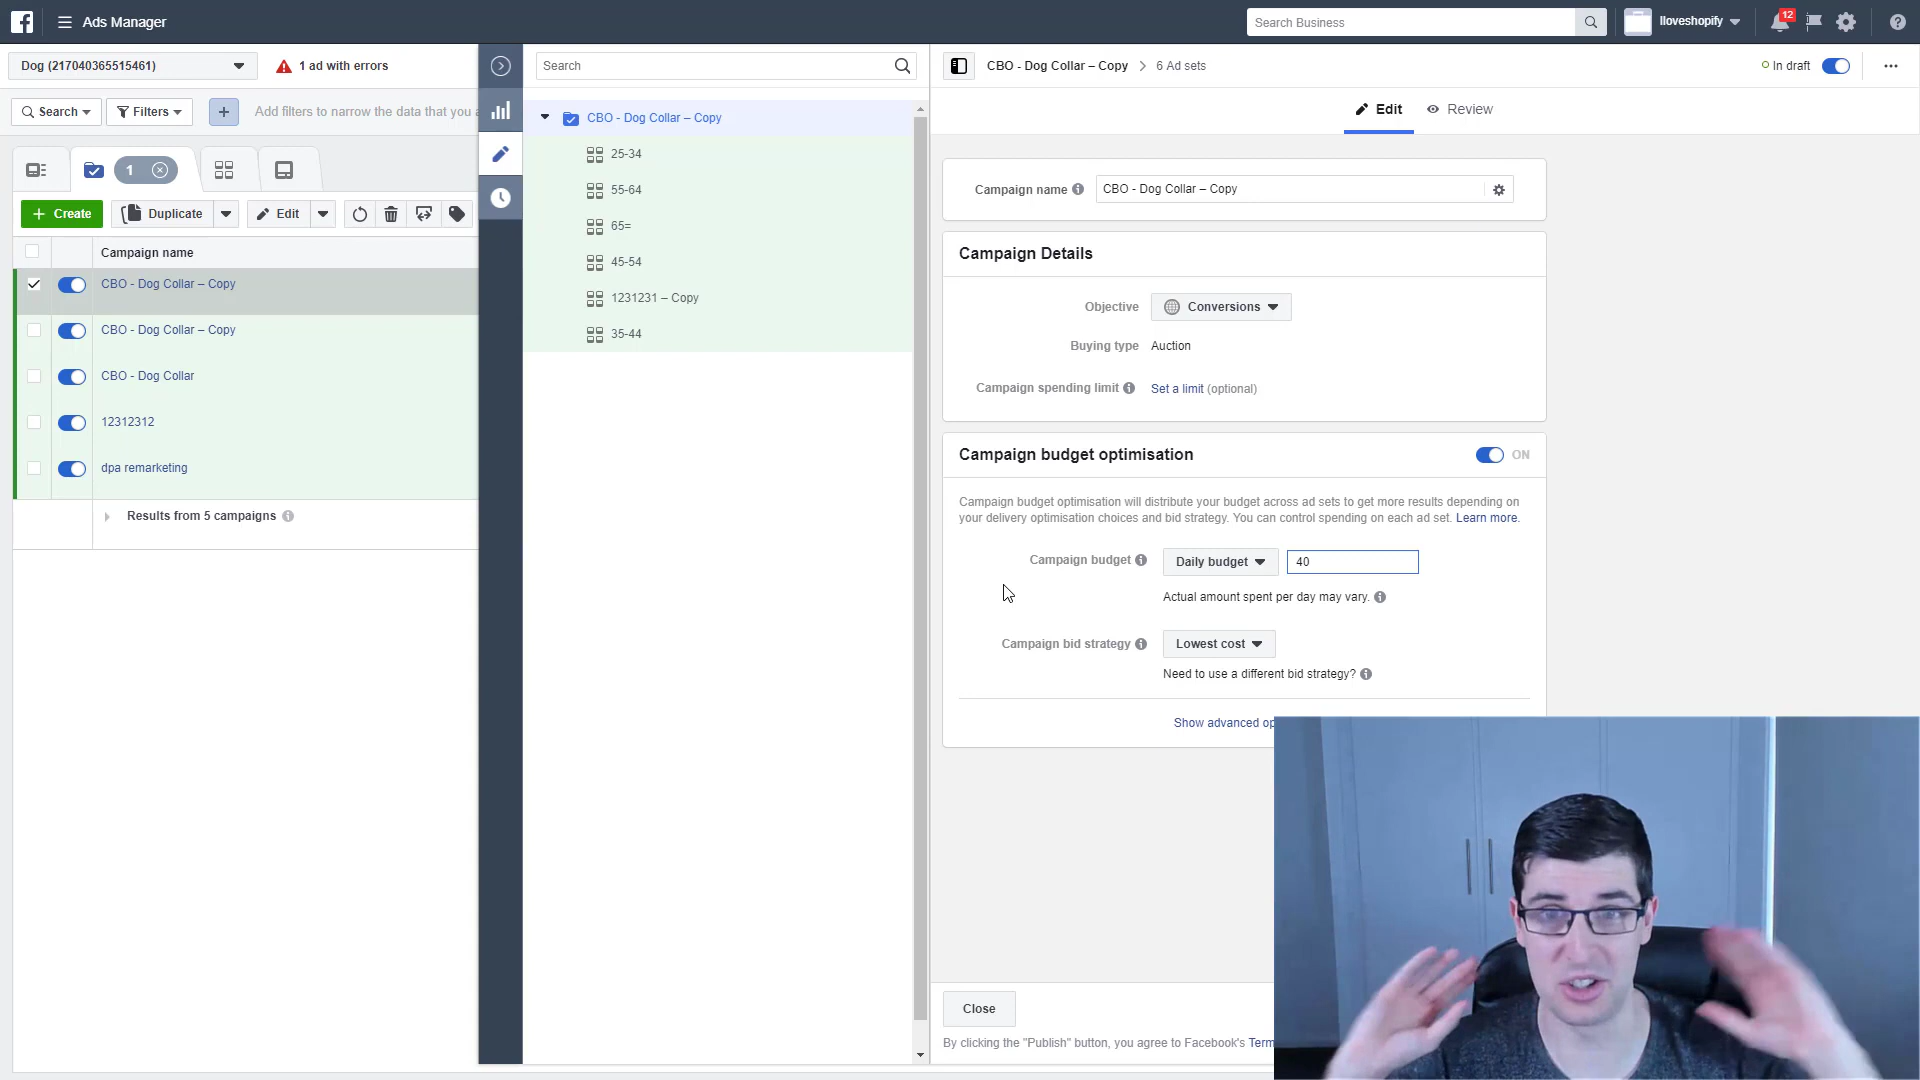 Ads Manager
Search Business
Iloveshopify
12
Dog (217040365515461)
1 ad with errors
Search
CBO - Dog Collar – Copy
6 Ad sets
In draft
Search
Filters
Add filters to narrow the data that you a
Edit
Review
1
CBO - Dog Collar – Copy
25-34
55-64
65=
45-54
1231231 – Copy
35-44
Create
Duplicate
Edit
Campaign name
CBO - Dog Collar – Copy
CBO - Dog Collar – Copy
CBO - Dog Collar
12312312
dpa remarketing
Results from 5 campaigns
Campaign name
CBO - Dog Collar – Copy
Campaign Details
Objective
Conversions
Buying type
Auction
Campaign spending limit
Set a limit (optional)
Campaign budget optimisation
ON
Campaign budget optimisation will distribute your budget across ad sets to get more results depending on
your delivery optimisation choices and bid strategy. You can control spending on each ad set. Learn more.
Campaign budget
Daily budget
40
Actual amount spent per day may vary.
Campaign bid strategy
Lowest cost
Need to use a different bid strategy?
Show advanced op
Close
By clicking the "Publish" button, you agree to Facebook's Term